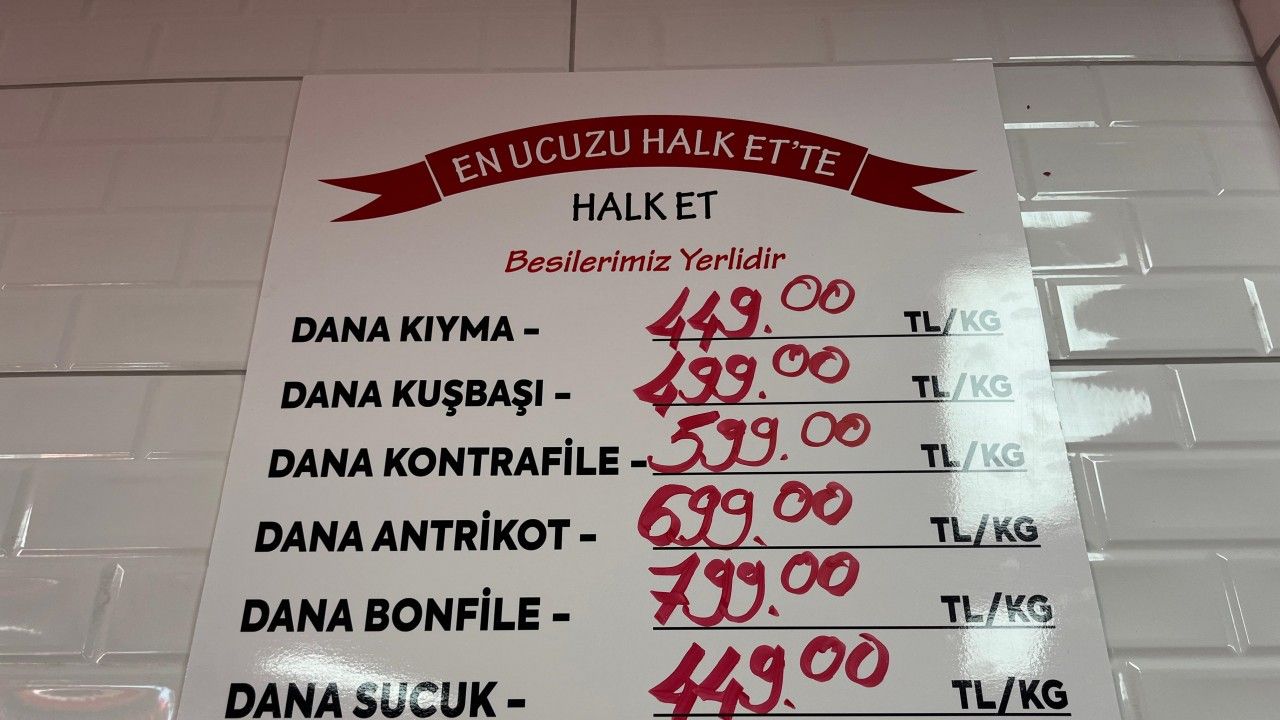 EN UCUZU HALK ET'TE
HALK ET
Besilerimiz Yerlidir
DANA KIYMA - 449.00 TL/KG
DANA KUŞBAŞI - 499.00 TL/KG
DANA KONTRAFİLE - 599.00 TL/KG
DANA ANTRİKOT - 699.00 TL/KG
DANA BONFİLE - 799.00 TL/KG
DANA SUCUK - 449.00 TL/KG